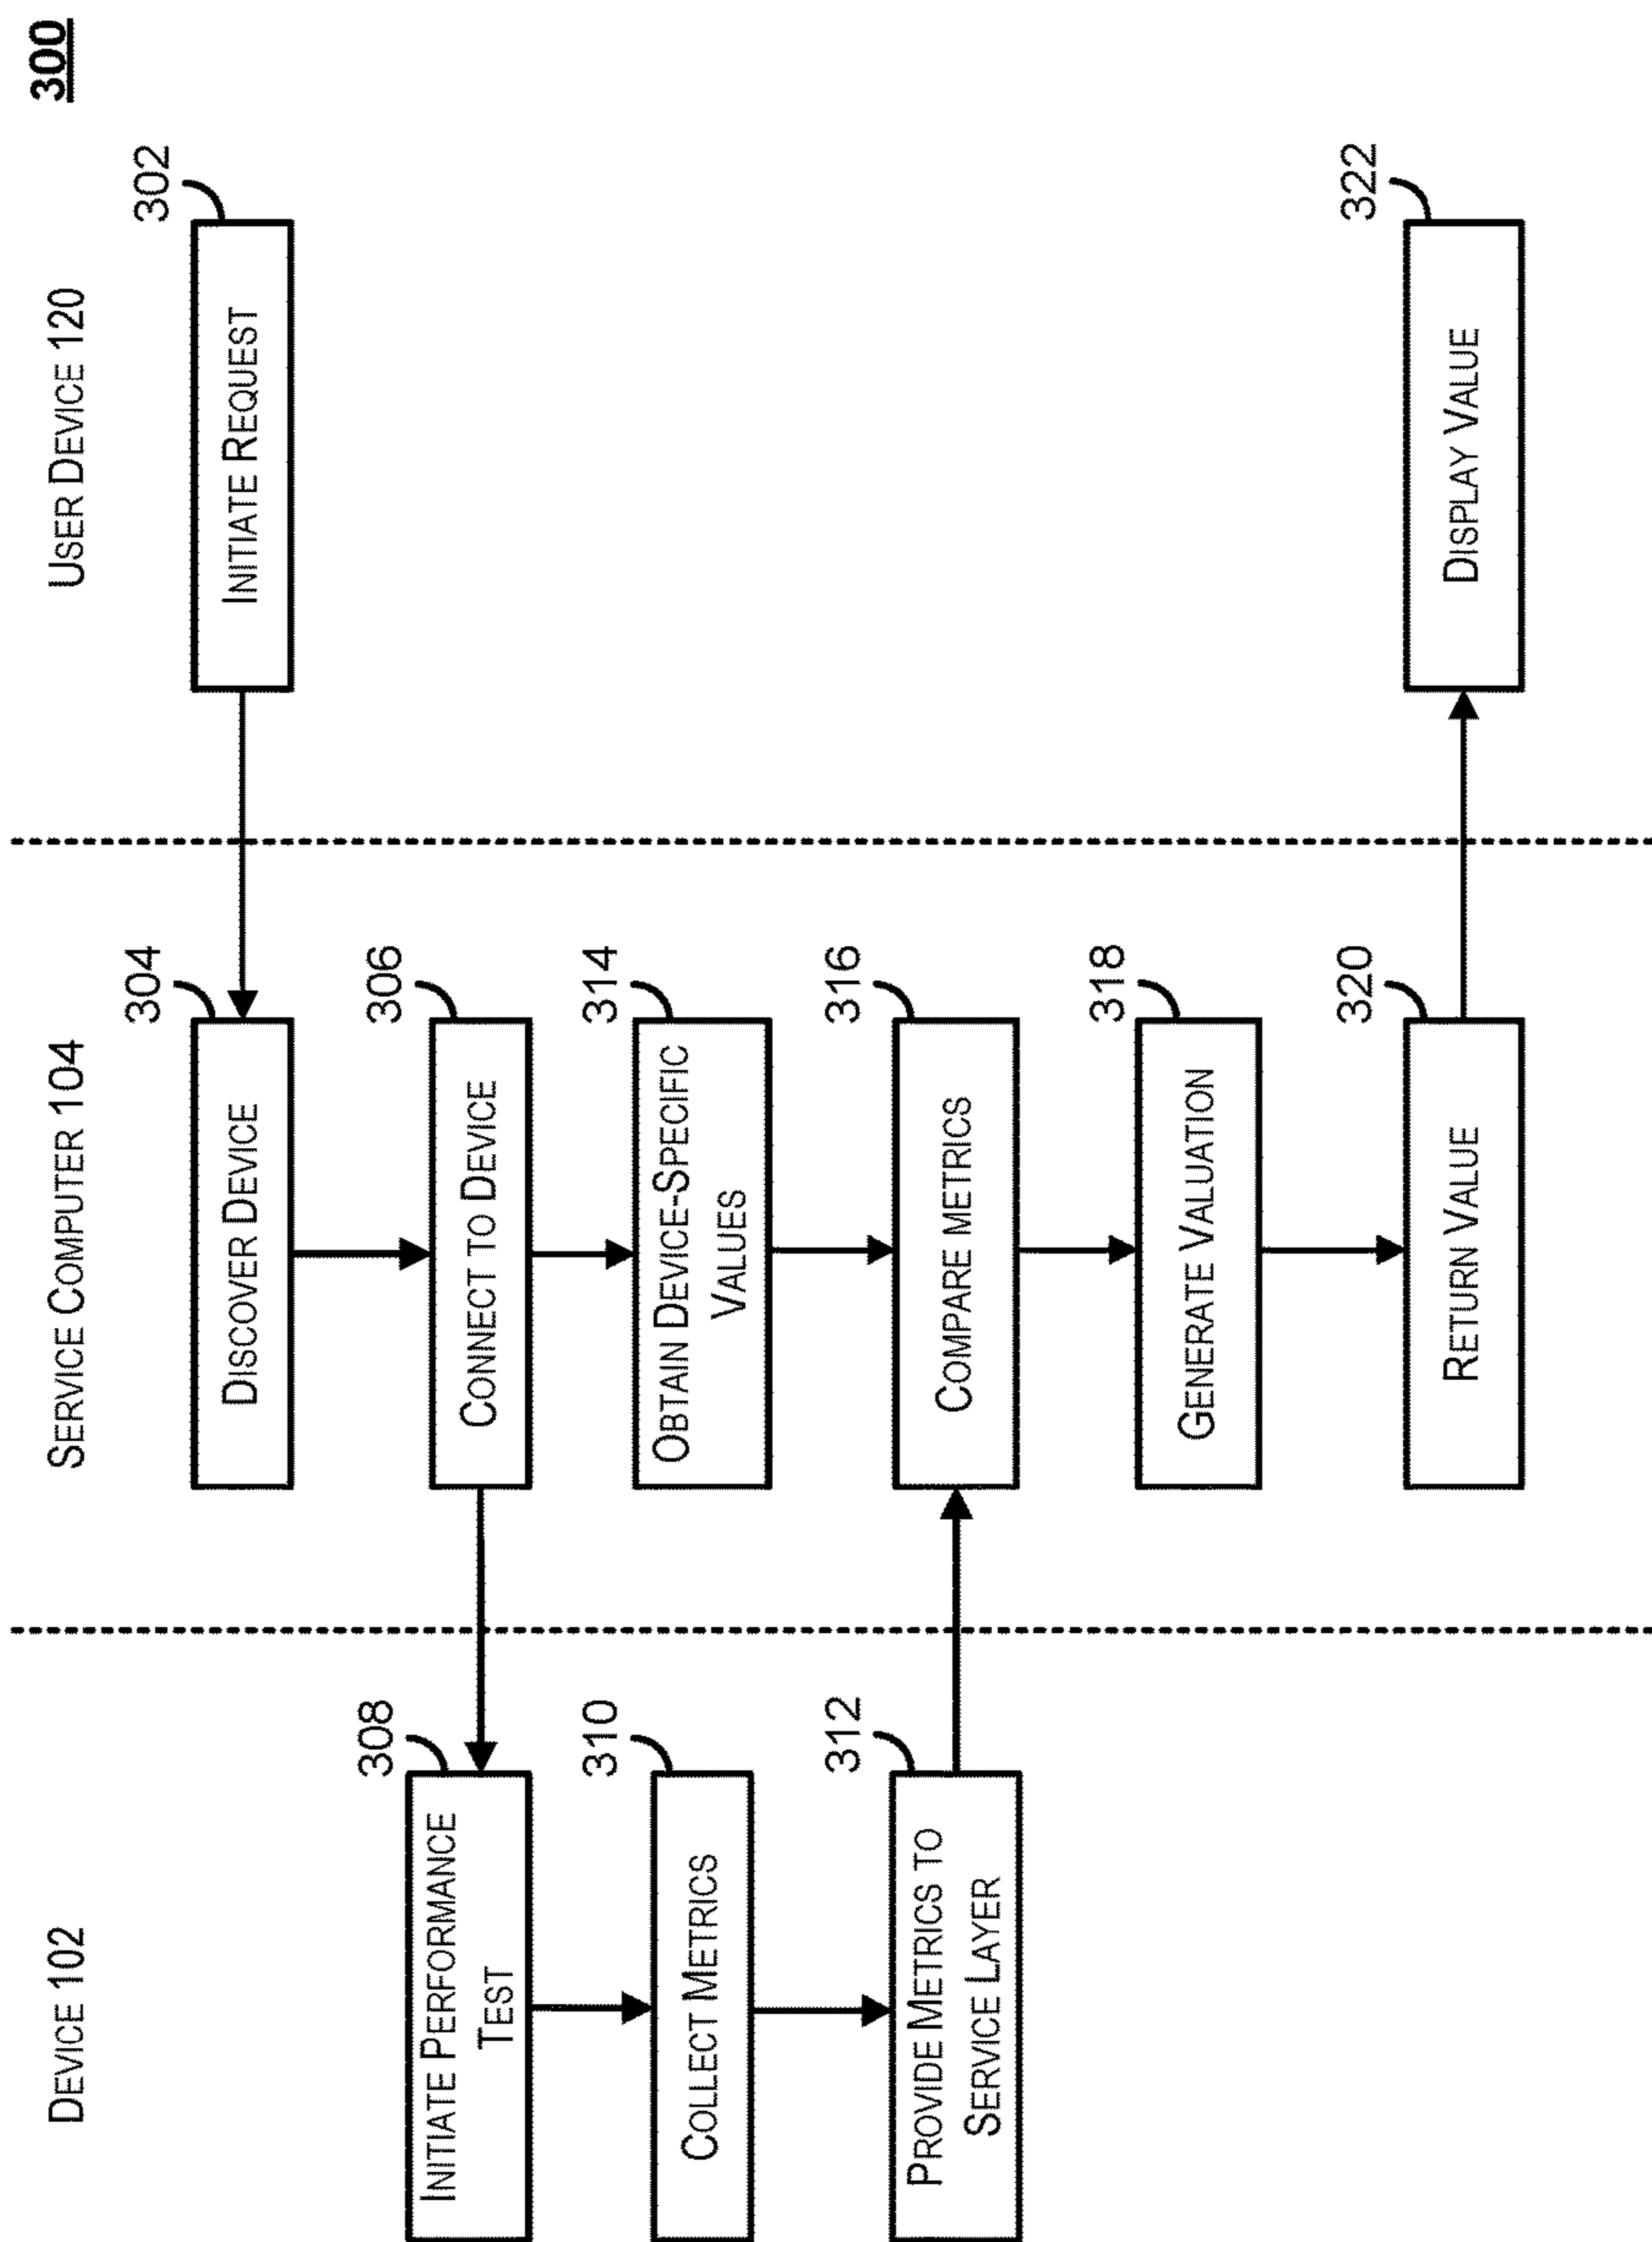 300
DEVICE 102
SERVICE COMPUTER 104
USER DEVICE 120
302
INITIATE REQUEST
304
DISCOVER DEVICE
306
CONNECT TO DEVICE
308
INITIATE PERFORMANCE
TEST
310
COLLECT METRICS
312
PROVIDE METRICS TO
SERVICE LAYER
314
OBTAIN DEVICE-SPECIFIC
VALUES
316
COMPARE METRICS
318
GENERATE VALUATION
320
RETURN VALUE
322
DISPLAY VALUE